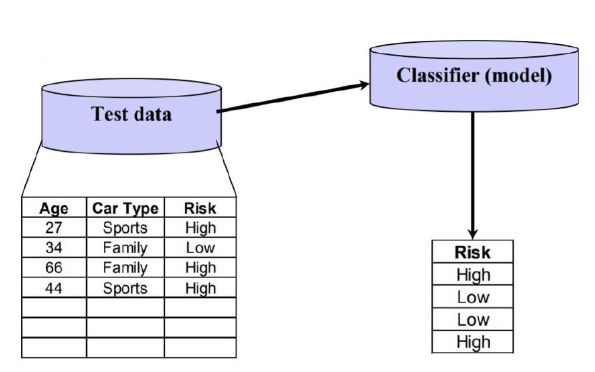 Classifier (model)
Test data
Age Car Type Risk
27 Sports High
34 Family Low
66 Family High
44 Sports High
Risk
High
Low
Low
High